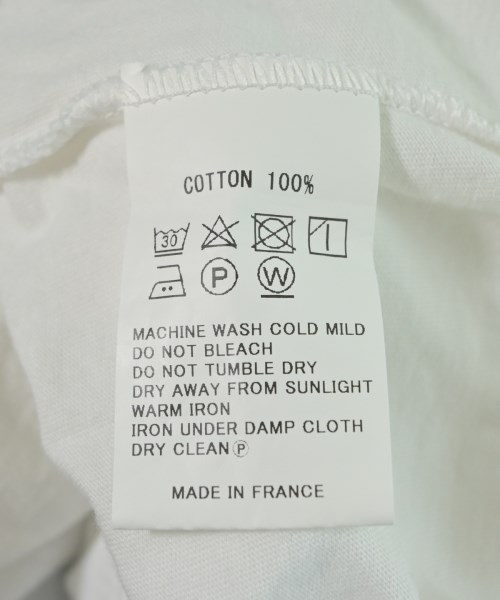 COTTON 100%
30
P W
MACHINE WASH COLD MILD
DO NOT BLEACH
DO NOT TUMBLE DRY
DRY AWAY FROM SUNLIGHT
WARM IRON
IRON UNDER DAMP CLOTH
DRY CLEAN Ⓟ
MADE IN FRANCE